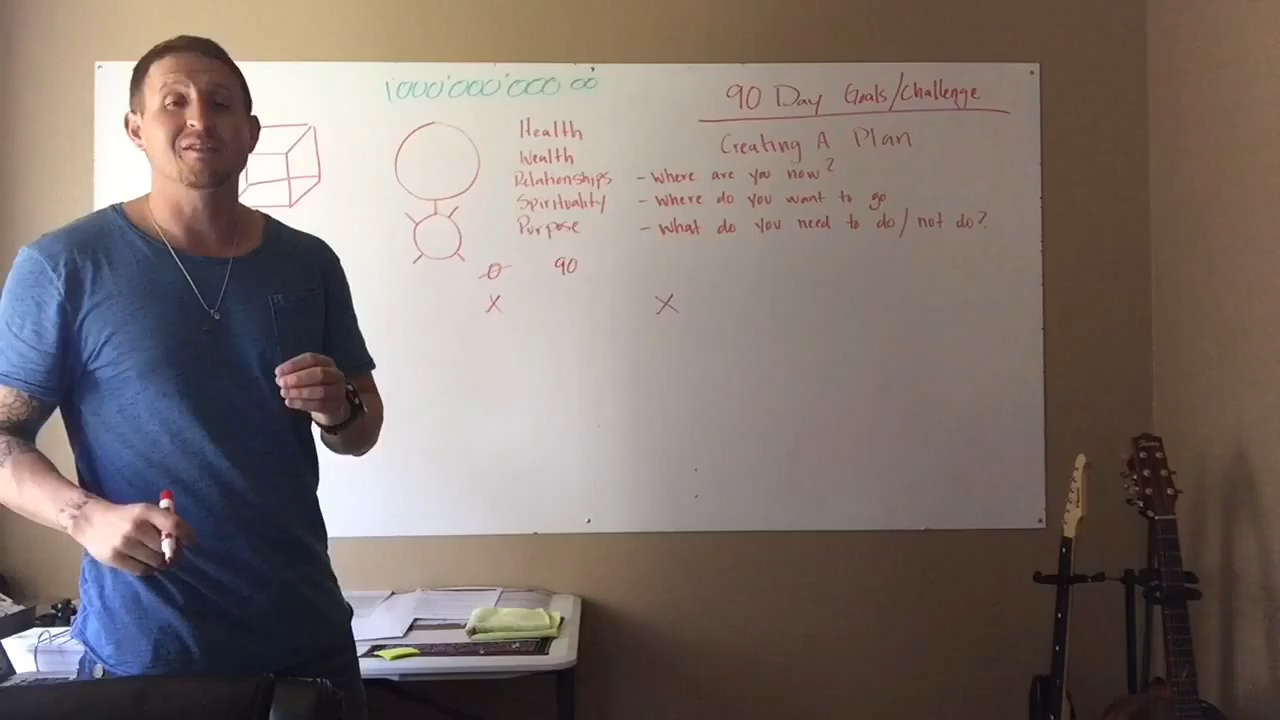 1000'000'000 00
90 Day Goals/Challenge
Creating A Plan
Health
Wealth
Relationships
Spirituality
Purpose
- Where are you now?
- Where do you want to go
- What do you need to do / not do?
0 90
X X